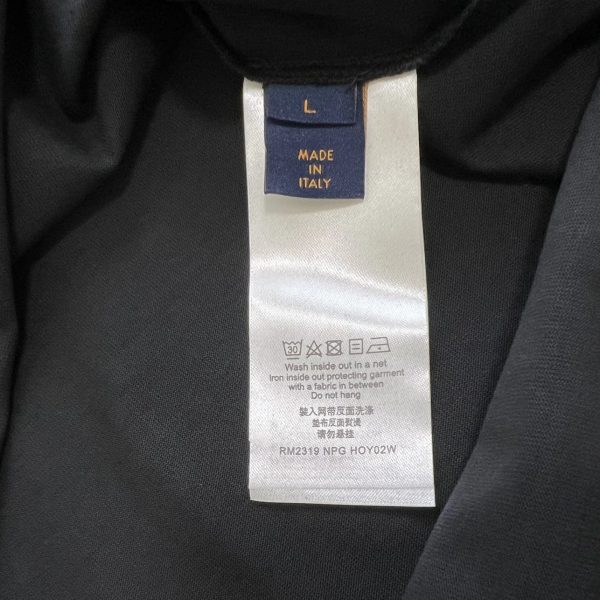 L
MADE
IN
ITALY
30
Wash inside out in a net
Iron inside out protecting garment
with a fabric in between
Do not hang
裝入网带反面洗涤
垫布反面熨烫
请勿悬挂
RM2319 NPG HOY02W